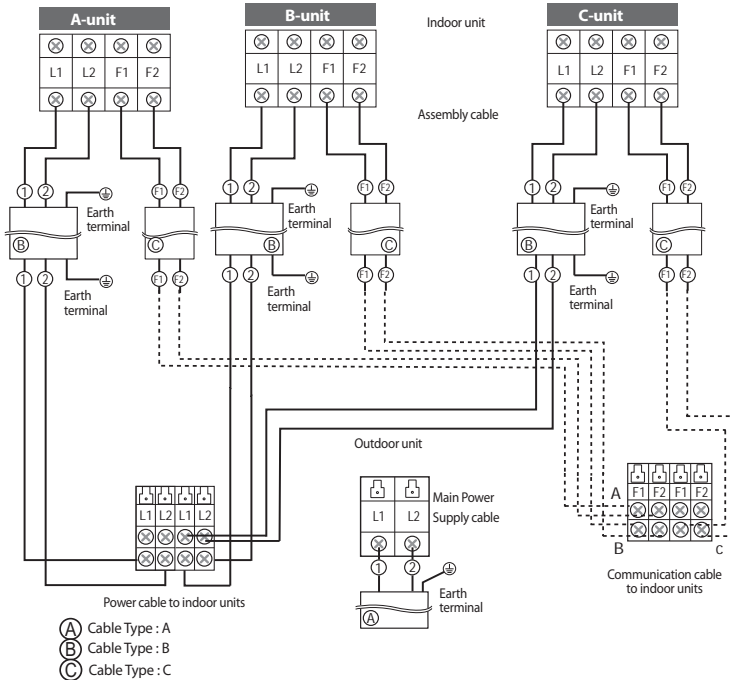 A-unit
B-unit
C-unit
Indoor unit
L1 L2 F1 F2
L1 L2 F1 F2
L1 L2 F1 F2
Assembly cable
1 2 F1 F2
1 2 F1 F2
1 2 F1 F2
Earth
terminal
Earth
terminal
Earth
terminal
B C
B C
B C
1 2 F1 F2
1 2 F1 F2
1 2 F1 F2
Earth
terminal
Earth
terminal
Earth
terminal
Outdoor unit
L1 L2 L1 L2
L1 L2
Main Power
Supply cable
A
F1 F2 F1 F2
B
c
1 2
Earth
terminal
A
Power cable to indoor units
Communication cable
to indoor units
A Cable Type : A
B Cable Type : B
C Cable Type : C